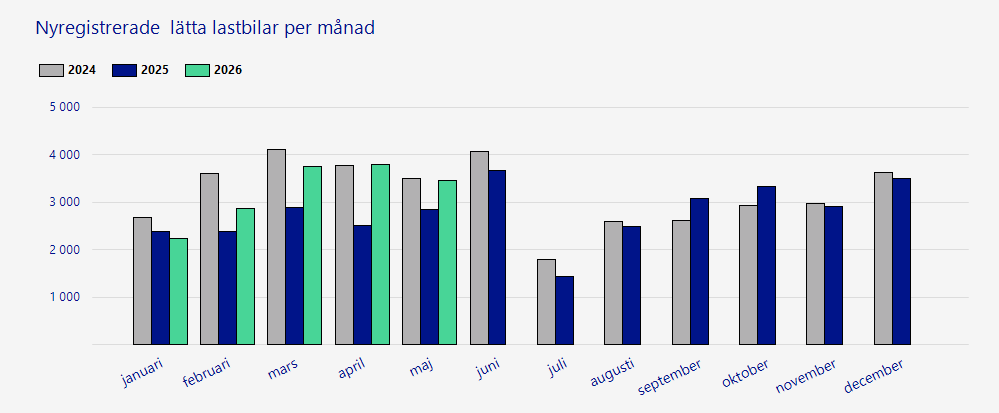 Nyregistrerade  lätta lastbilar per månad
2024 2025 2026
5 000
4 000
3 000
2 000
1 000
januari februari mars april maj juni juli augusti september oktober november december